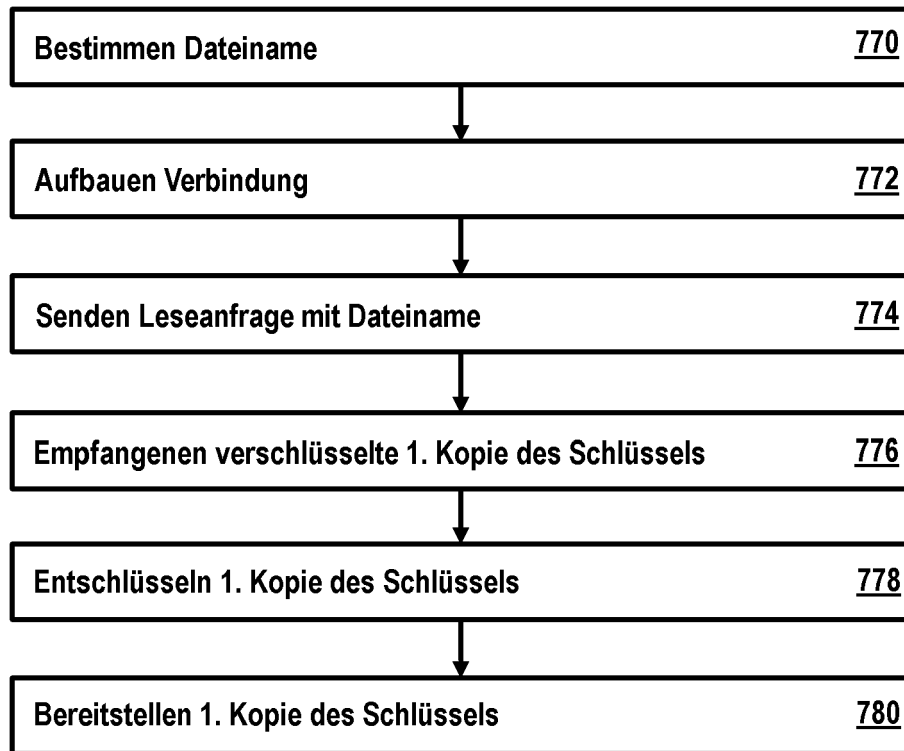 Bestimmen Dateiname 770
Aufbauen Verbindung 772
Senden Leseanfrage mit Dateiname 774
Empfangenen verschlüsselte 1. Kopie des Schlüssels 776
Entschlüsseln 1. Kopie des Schlüssels 778
Bereitstellen 1. Kopie des Schlüssels 780